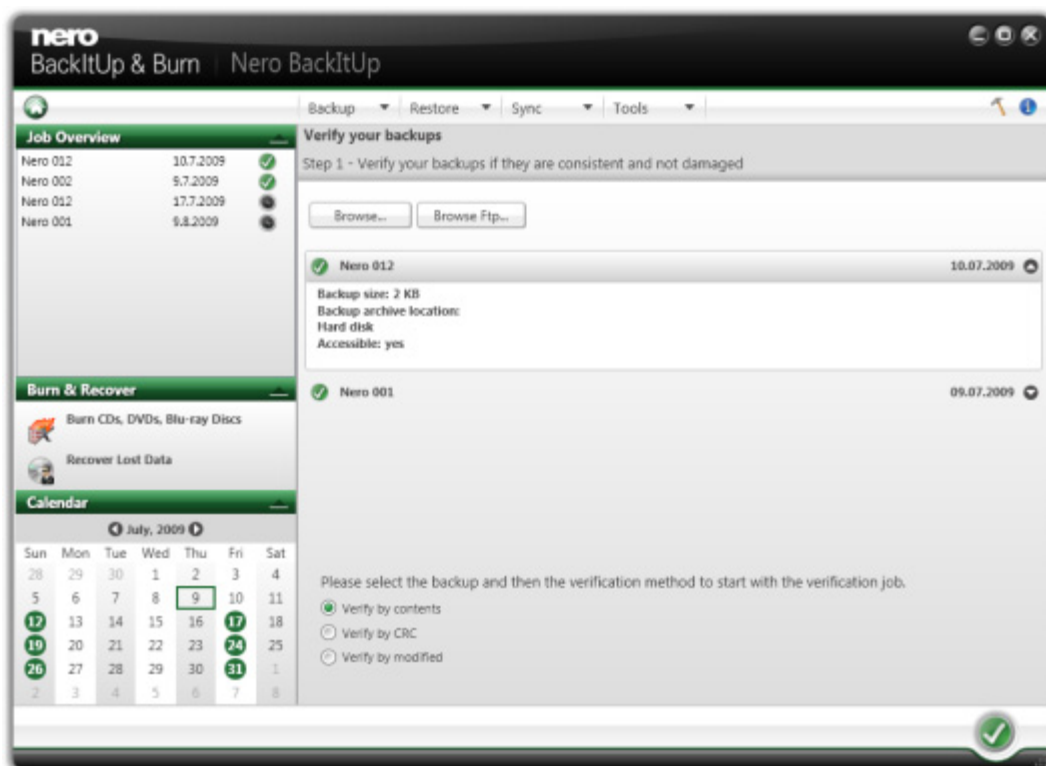 nero
BackItUp & Burn Nero BackItUp
Backup Restore Sync Tools
Job Overview
Nero 012 10.7.2009
Nero 002 9.7.2009
Nero 012 17.7.2009
Nero 001 9.8.2009
Burn & Recover
Burn CDs, DVDs, Blu-ray Discs
Recover Lost Data
Calendar
July, 2009
Sun Mon Tue Wed Thu Fri Sat
28 29 30 1 2 3 4
5 6 7 8 9 10 11
12 13 14 15 16 17 18
19 20 21 22 23 24 25
26 27 28 29 30 31 1
2 3 4 5 6 7 8
Verify your backups
Step 1 - Verify your backups if they are consistent and not damaged
Browse... Browse Ftp...
Nero 012 10.07.2009
Backup size: 2 KB
Backup archive location:
Hard disk
Accessible: yes
Nero 001 09.07.2009
Please select the backup and then the verification method to start with the verification job.
Verify by contents
Verify by CRC
Verify by modified